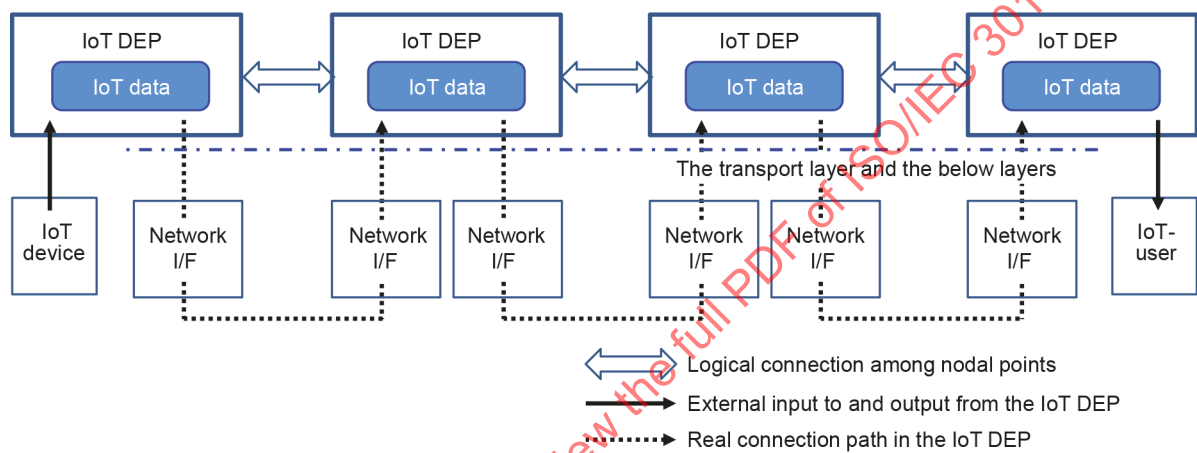 IoT DEP
IoT DEP
IoT DEP
IoT DEP
IoT data
IoT data
IoT data
IoT data
The transport layer and the below layers
IoT
device
Network
I/F
Network
I/F
Network
I/F
Network
I/F
Network
I/F
Network
I/F
IoT-
user
Logical connection among nodal points
External input to and output from the IoT DEP
Real connection path in the IoT DEP
the full PDF of ISO/IEC